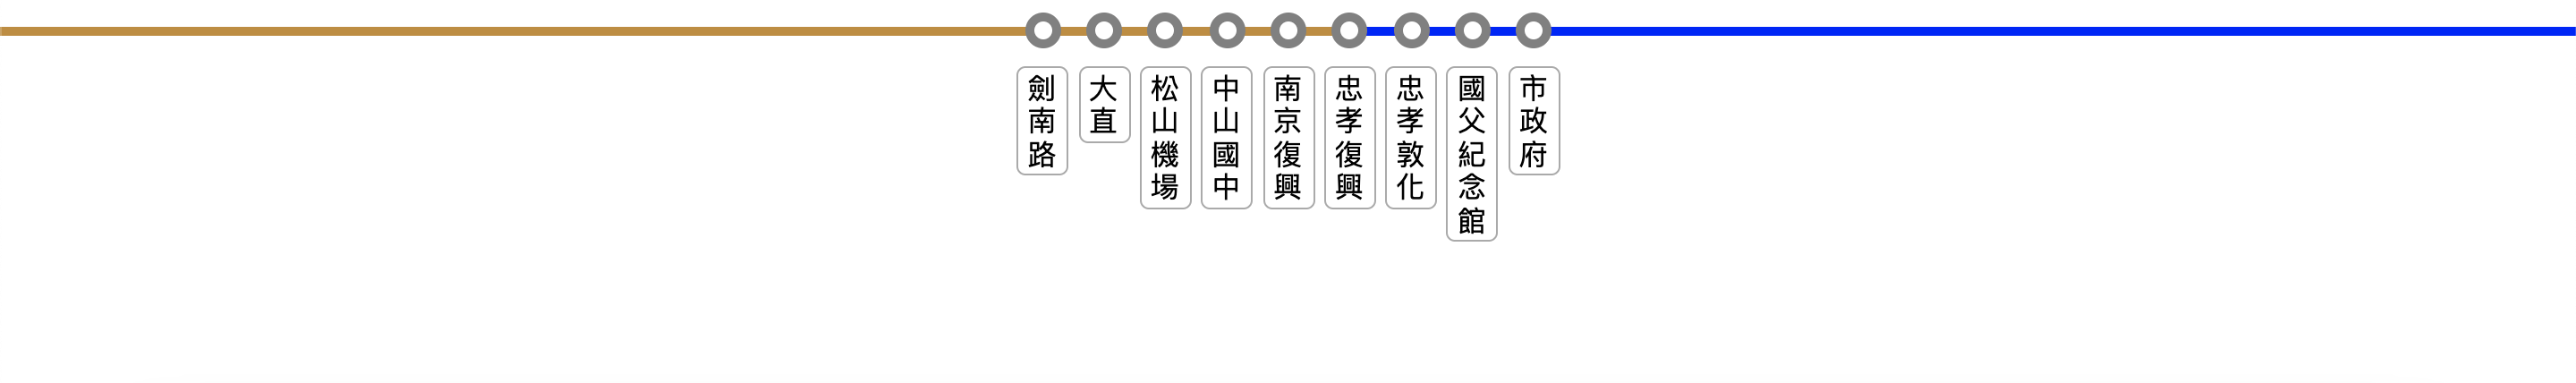 劍南路
大直
松山機場
中山國中
南京復興
忠孝復興
忠孝敦化
國父紀念館
市政府